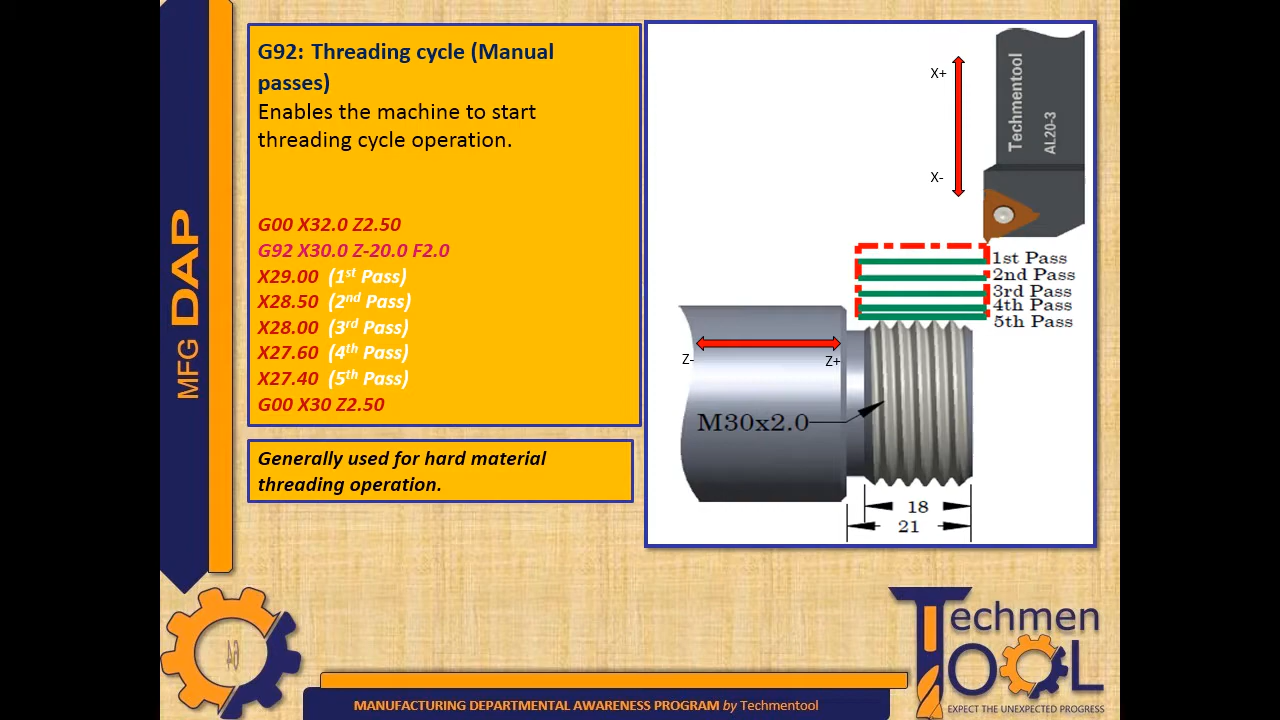 MFG DAP
G92: Threading cycle (Manual
passes)
Enables the machine to start
threading cycle operation.
G00 X32.0 Z2.50
G92 X30.0 Z-20.0 F2.0
X29.00 (1st Pass)
X28.50 (2nd Pass)
X28.00 (3rd Pass)
X27.60 (4th Pass)
X27.40 (5th Pass)
G00 X30 Z2.50
Generally used for hard material
threading operation.
X+
X-
Techmentool
AL20-3
1st Pass
2nd Pass
3rd Pass
4th Pass
5th Pass
Z-
Z+
M30x2.0
18
21
64
MANUFACTURING DEPARTMENTAL AWARENESS PROGRAM by Techmentool
Techmen
TOOL
EXPECT THE UNEXPECTED PROGRESS